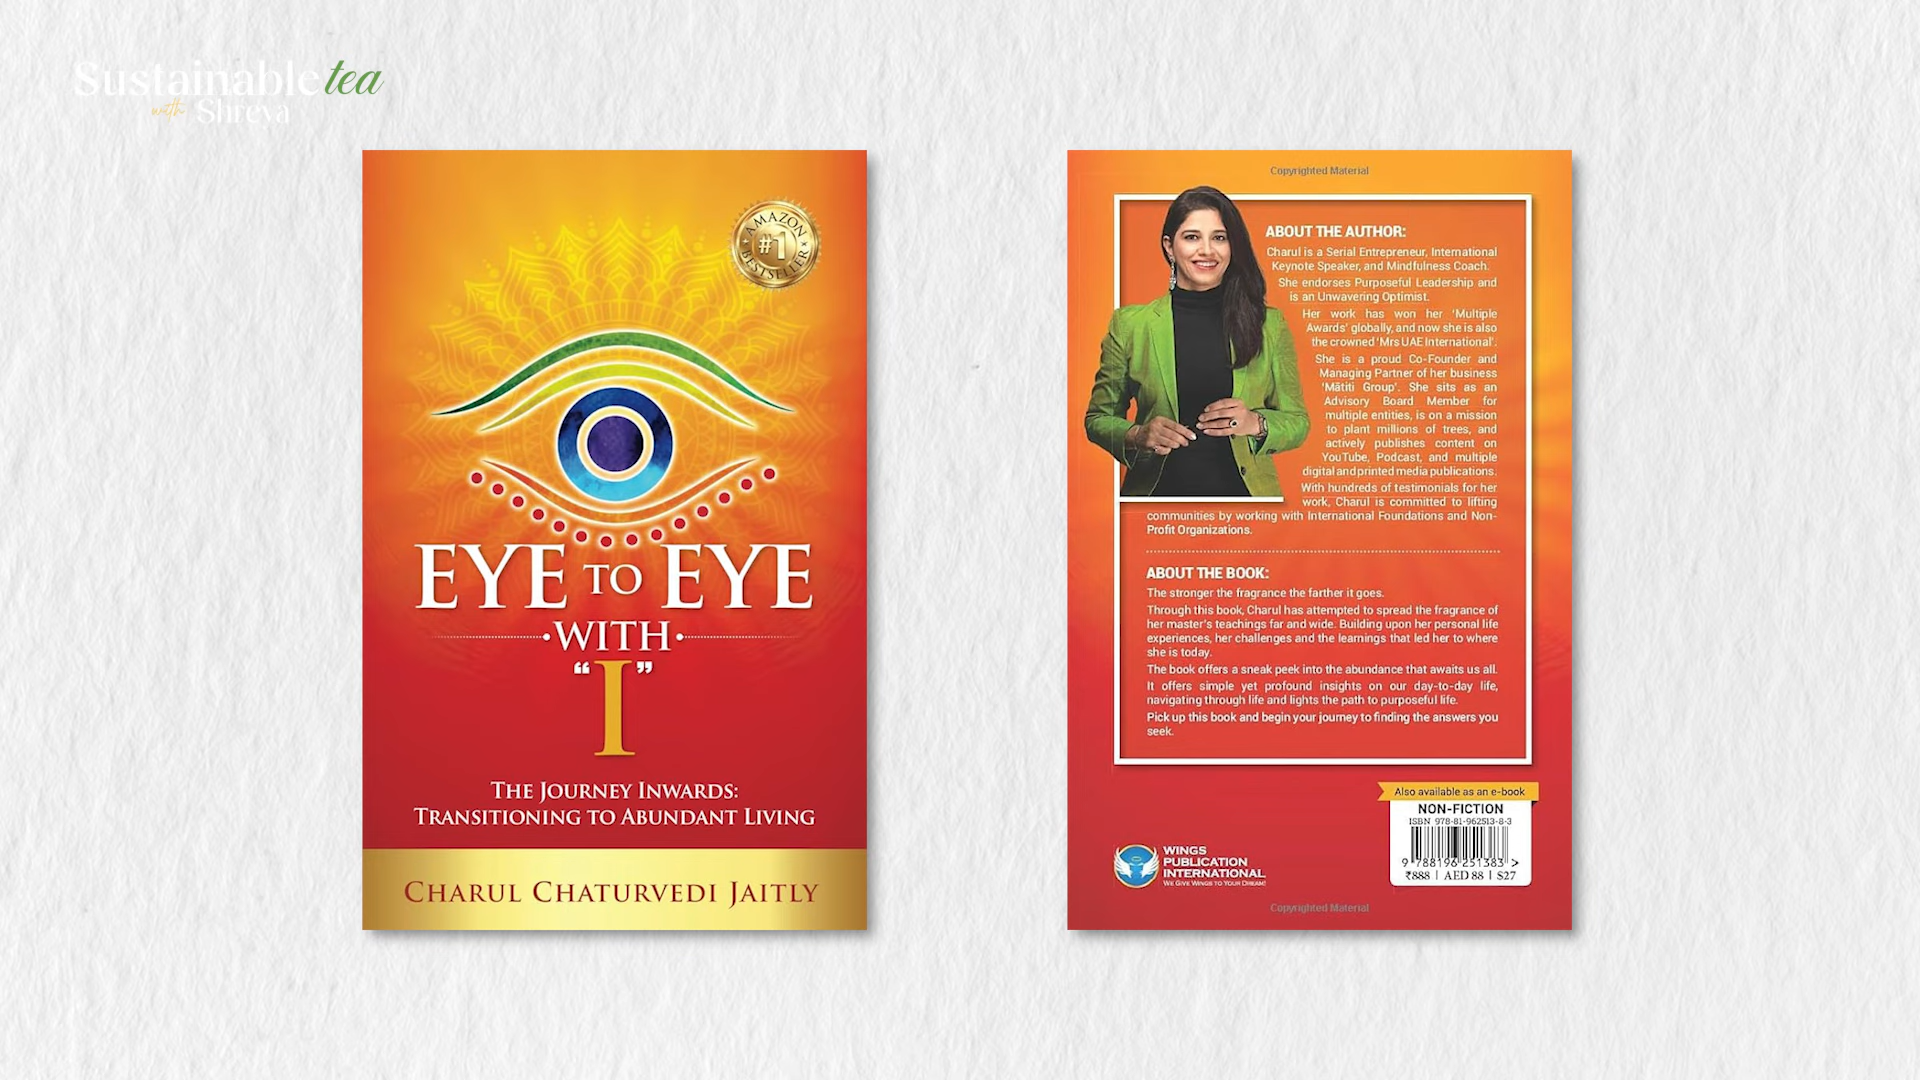 Sustainable tea
with Shreya
AMAZON
#1
BESTSELLER
EYE TO EYE
WITH
“I”
THE JOURNEY INWARDS:
TRANSITIONING TO ABUNDANT LIVING
CHARUL CHATURVEDI JAITLY
Copyrighted Material
ABOUT THE AUTHOR:
Charul is a Serial Entrepreneur, International
Keynote Speaker, and Mindfulness Coach.
She endorses Purposeful Leadership and
is an Unwavering Optimist.
Her work has won her 'Multiple
Awards' globally, and now she is also
the crowned 'Mrs UAE International'.
She is a proud Co-Founder and
Managing Partner of her business
'Mātiti Group'. She sits as an
Advisory Board Member for
multiple entities, is on a mission
to plant millions of trees, and
actively publishes content on
YouTube, Podcast, and multiple
digital and printed media publications.
With hundreds of testimonials for her
work, Charul is committed to lifting
communities by working with International Foundations and Non-
Profit Organizations.
ABOUT THE BOOK:
The stronger the fragrance the farther it goes.
Through this book, Charul has attempted to spread the fragrance of
her master's teachings far and wide. Building upon her personal life
experiences, her challenges and the learnings that led her to where
she is today.
The book offers a sneak peek into the abundance that awaits us all.
It offers simple yet profound insights on our day-to-day life,
navigating through life and lights the path to purposeful life.
Pick up this book and begin your journey to finding the answers you
seek.
Also available as an e-book
NON-FICTION
ISBN 978-81-962513-8-3
9 788196 251383 >
₹888 | AED 88 | $27
WINGS
PUBLICATION
INTERNATIONAL
WE GIVE WINGS TO YOUR DREAM!
Copyrighted Material